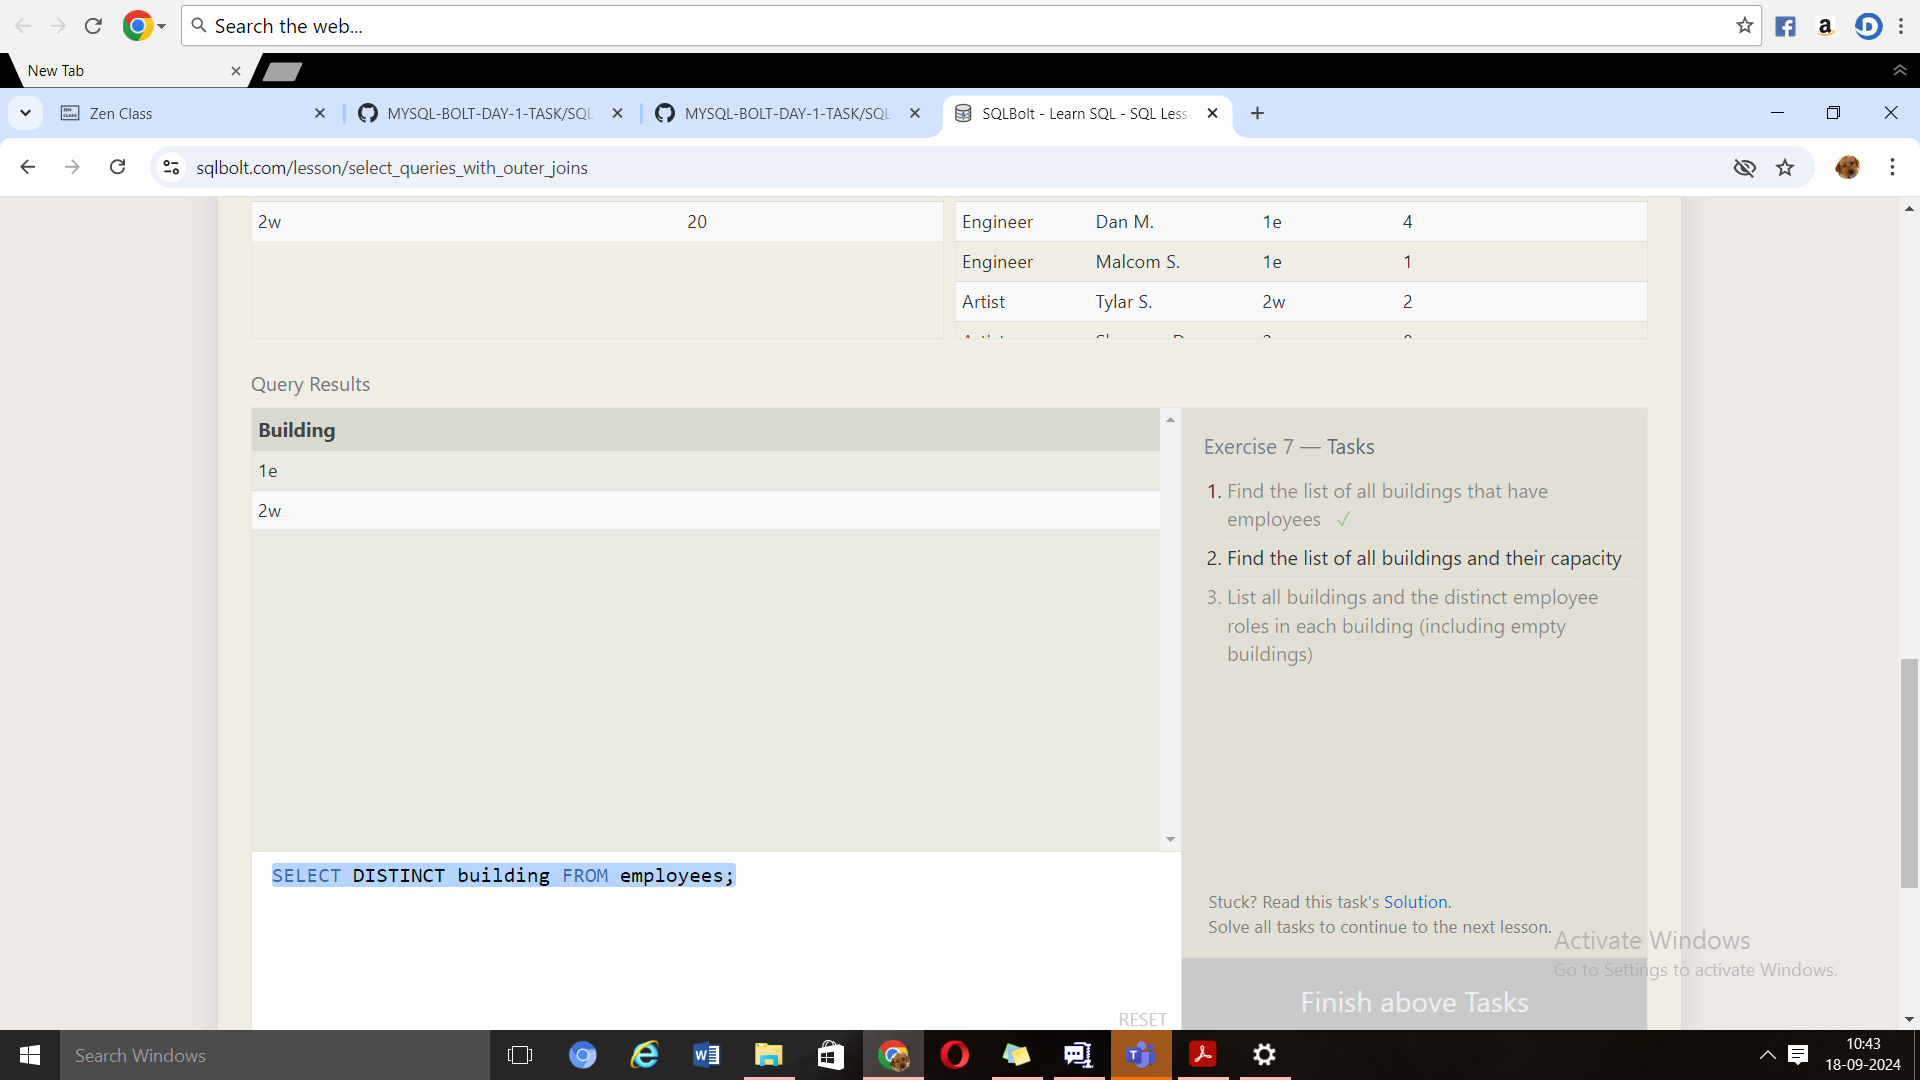 Search the web...
New Tab
Zen Class
MYSQL-BOLT-DAY-1-TASK/SQL
MYSQL-BOLT-DAY-1-TASK/SQL
SQLBolt - Learn SQL - SQL Less
sqlbolt.com/lesson/select_queries_with_outer_joins
2w 20
Engineer Dan M. 1e 4
Engineer Malcom S. 1e 1
Artist Tylar S. 2w 2
Query Results
Building
1e
2w
Exercise 7 — Tasks
1. Find the list of all buildings that have
employees ✓
2. Find the list of all buildings and their capacity
3. List all buildings and the distinct employee
roles in each building (including empty
buildings)
SELECT DISTINCT building FROM employees;
Stuck? Read this task's Solution.
Solve all tasks to continue to the next lesson.
Activate Windows
Go to Settings to activate Windows.
Finish above Tasks
RESET
Search Windows
10:43
18-09-2024